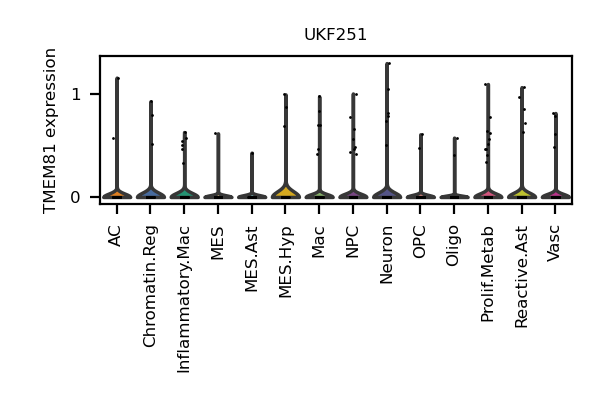 UKF251
TMEM81 expression
1
0
AC
Chromatin.Reg
Inflammatory.Mac
MES
MES.Ast
MES.Hyp
Mac
NPC
Neuron
OPC
Oligo
Prolif.Metab
Reactive.Ast
Vasc